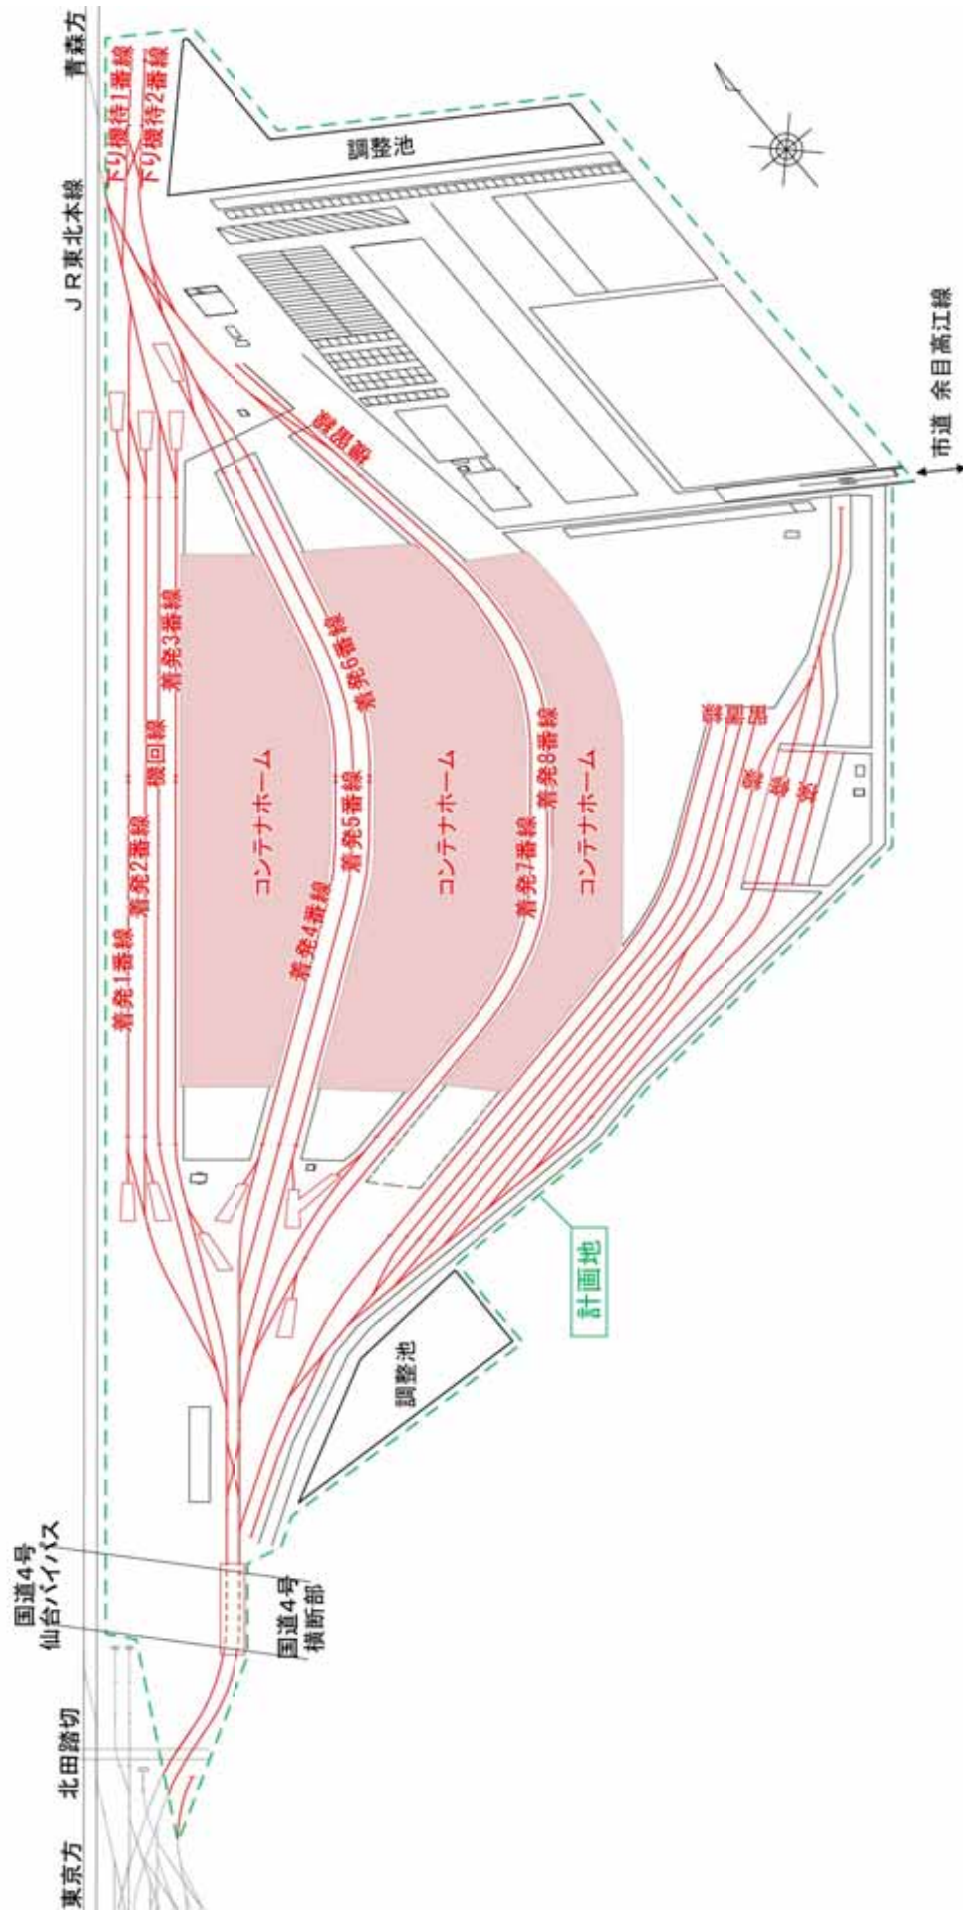 青森方
JR東北本線
下り機待1番線
下り機待2番線
調整池
市道 余目高江線
機留線
着発3番線
機回線
着発2番線
着発1番線
着発6番線
着発5番線
着発4番線
着発8番線
着発7番線
コンテナホーム
コンテナホーム
コンテナホーム
留置線
計画地
調整池
国道4号
仙台バイパス
国道4号
横断部
北田踏切
東京方